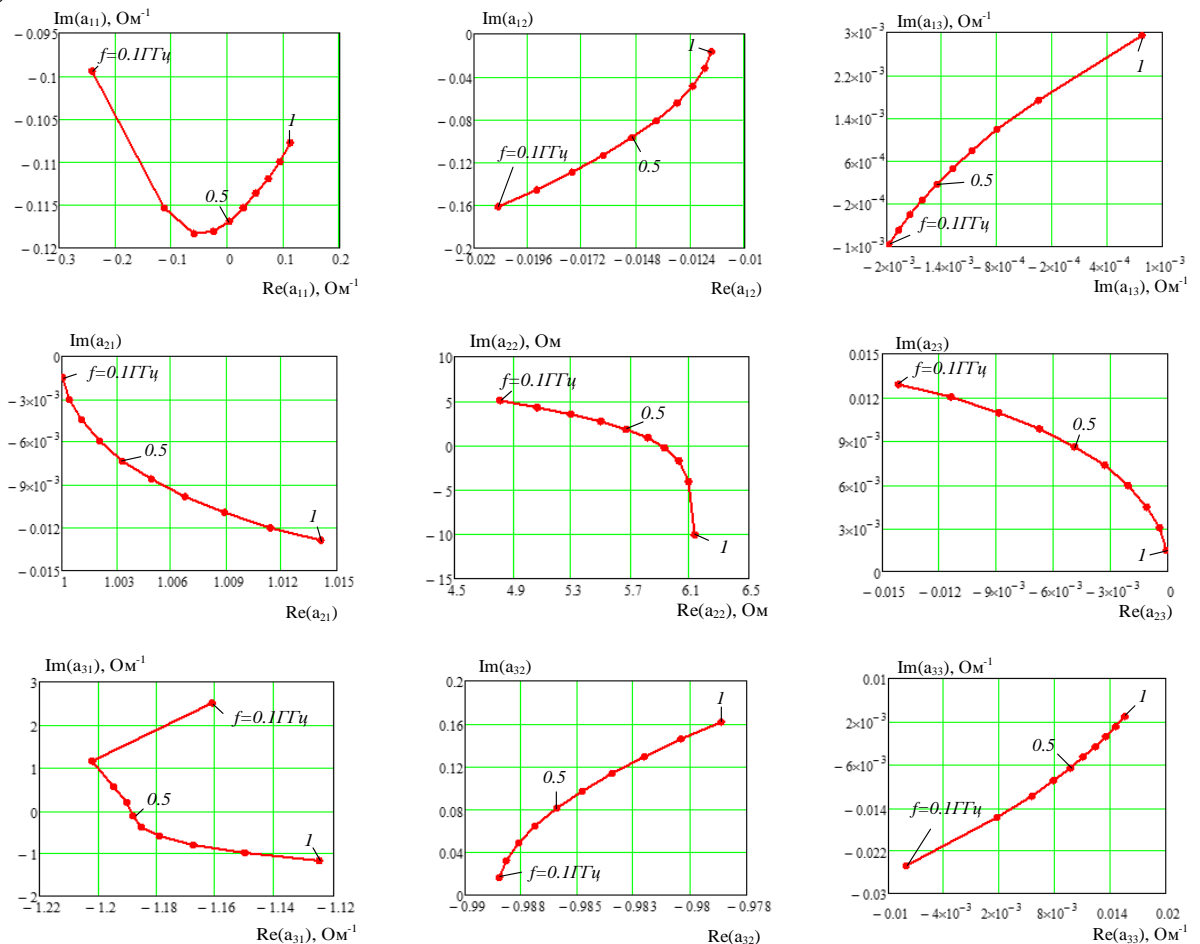 Im(a11), Ом-1
− 0.095
− 0.1
− 0.105
− 0.11
− 0.115
− 0.12
f=0.1ГГц
0.5
1
− 0.3 − 0.2 − 0.1 0 0.1 0.2
Re(a11), Ом-1
Im(a12)
0
− 0.04
− 0.08
− 0.12
− 0.16
− 0.2
1
0.5
f=0.1ГГц
− 0.022 − 0.0196 − 0.0172 − 0.0148 − 0.0124 − 0.01
Re(a12)
Im(a13), Ом-1
3×10-3
2.2×10-3
1.4×10-3
6×10-4
− 2×10-4
− 1×10-3
1
0.5
f=0.1ГГц
− 2×10-3 − 1.4×10-3 − 8×10-4 − 2×10-4 4×10-4 1×10-3
Im(a13), Ом-1
Im(a21)
0
− 3×10-3
− 6×10-3
− 9×10-3
− 0.012
− 0.015
f=0.1ГГц
0.5
1
1 1.003 1.006 1.009 1.012 1.015
Re(a21)
Im(a22), Ом
10
5
0
− 5
− 10
− 15
f=0.1ГГц
0.5
1
4.5 4.9 5.3 5.7 6.1 6.5
Re(a22), Ом
Im(a23)
0.015
0.012
9×10-3
6×10-3
3×10-3
0
f=0.1ГГц
0.5
1
− 0.015 − 0.012 − 9×10-3 − 6×10-3 − 3×10-3 0
Re(a23)
Im(a31), Ом-1
3
2
1
0
− 1
− 2
f=0.1ГГц
0.5
1
− 1.22 − 1.2 − 1.18 − 1.16 − 1.14 − 1.12
Re(a31), Ом-1
Im(a32)
0.2
0.16
0.12
0.08
0.04
0
1
0.5
f=0.1ГГц
− 0.99 − 0.988 − 0.985 − 0.983 − 0.98 − 0.978
Re(a32)
Im(a33), Ом-1
0.01
2×10-3
− 6×10-3
− 0.014
− 0.022
− 0.03
1
0.5
f=0.1ГГц
− 0.01 − 4×10-3 2×10-3 8×10-3 0.014 0.02
Re(a33), Ом-1